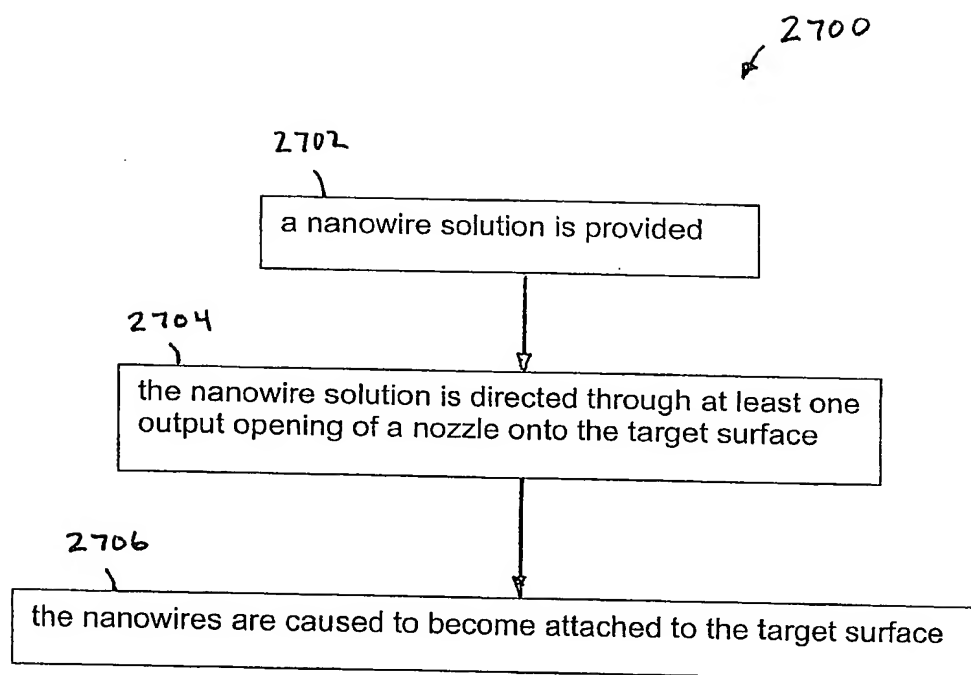 2700
2702
a nanowire solution is provided
2704
the nanowire solution is directed through at least one
output opening of a nozzle onto the target surface
2706
the nanowires are caused to become attached to the target surface